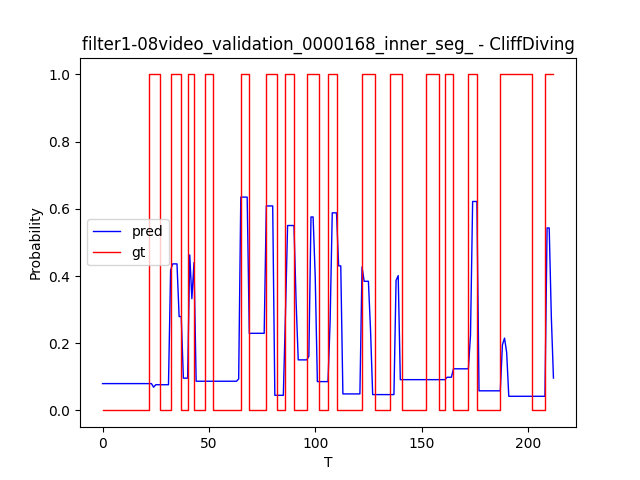 filter1-08video_validation_0000168_inner_seg_ - CliffDiving
1.0
0.8
0.6
0.4
0.2
0.0
Probability
pred
gt
0
50
100
150
200
T